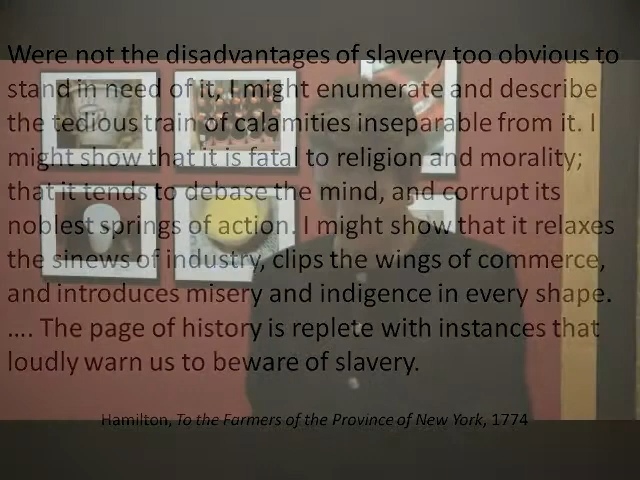 Were not the disadvantages of slavery too obvious to
stand in need of it, I might enumerate and describe
the tedious train of calamities inseparable from it. I
might show that it is fatal to religion and morality;
that it tends to debase the mind, and corrupt its
noblest springs of action. I might show that it relaxes
the sinews of industry, clips the wings of commerce,
and introduces misery and indigence in every shape.
.... The page of history is replete with instances that
loudly warn us to beware of slavery.
Hamilton, To the Farmers of the Province of New York, 1774